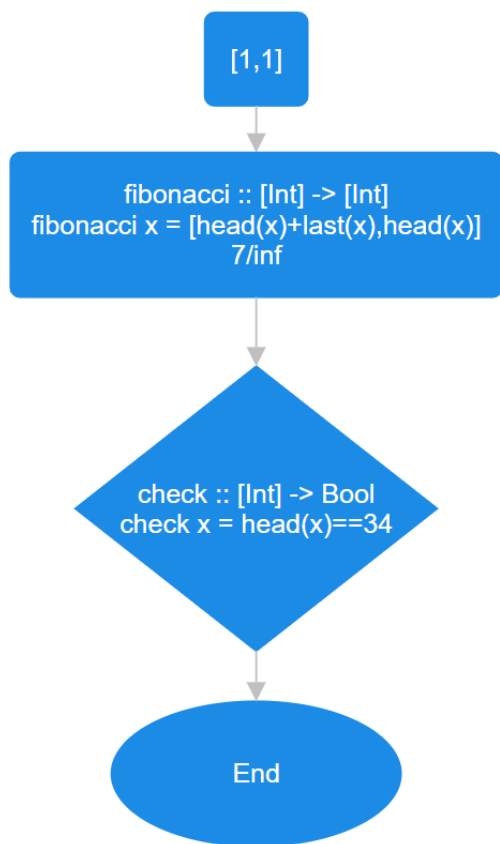 [1,1]
fibonacci :: [Int] -> [Int]
fibonacci x = [head(x)+last(x),head(x)]
7/inf
check :: [Int] -> Bool
check x = head(x)==34
End